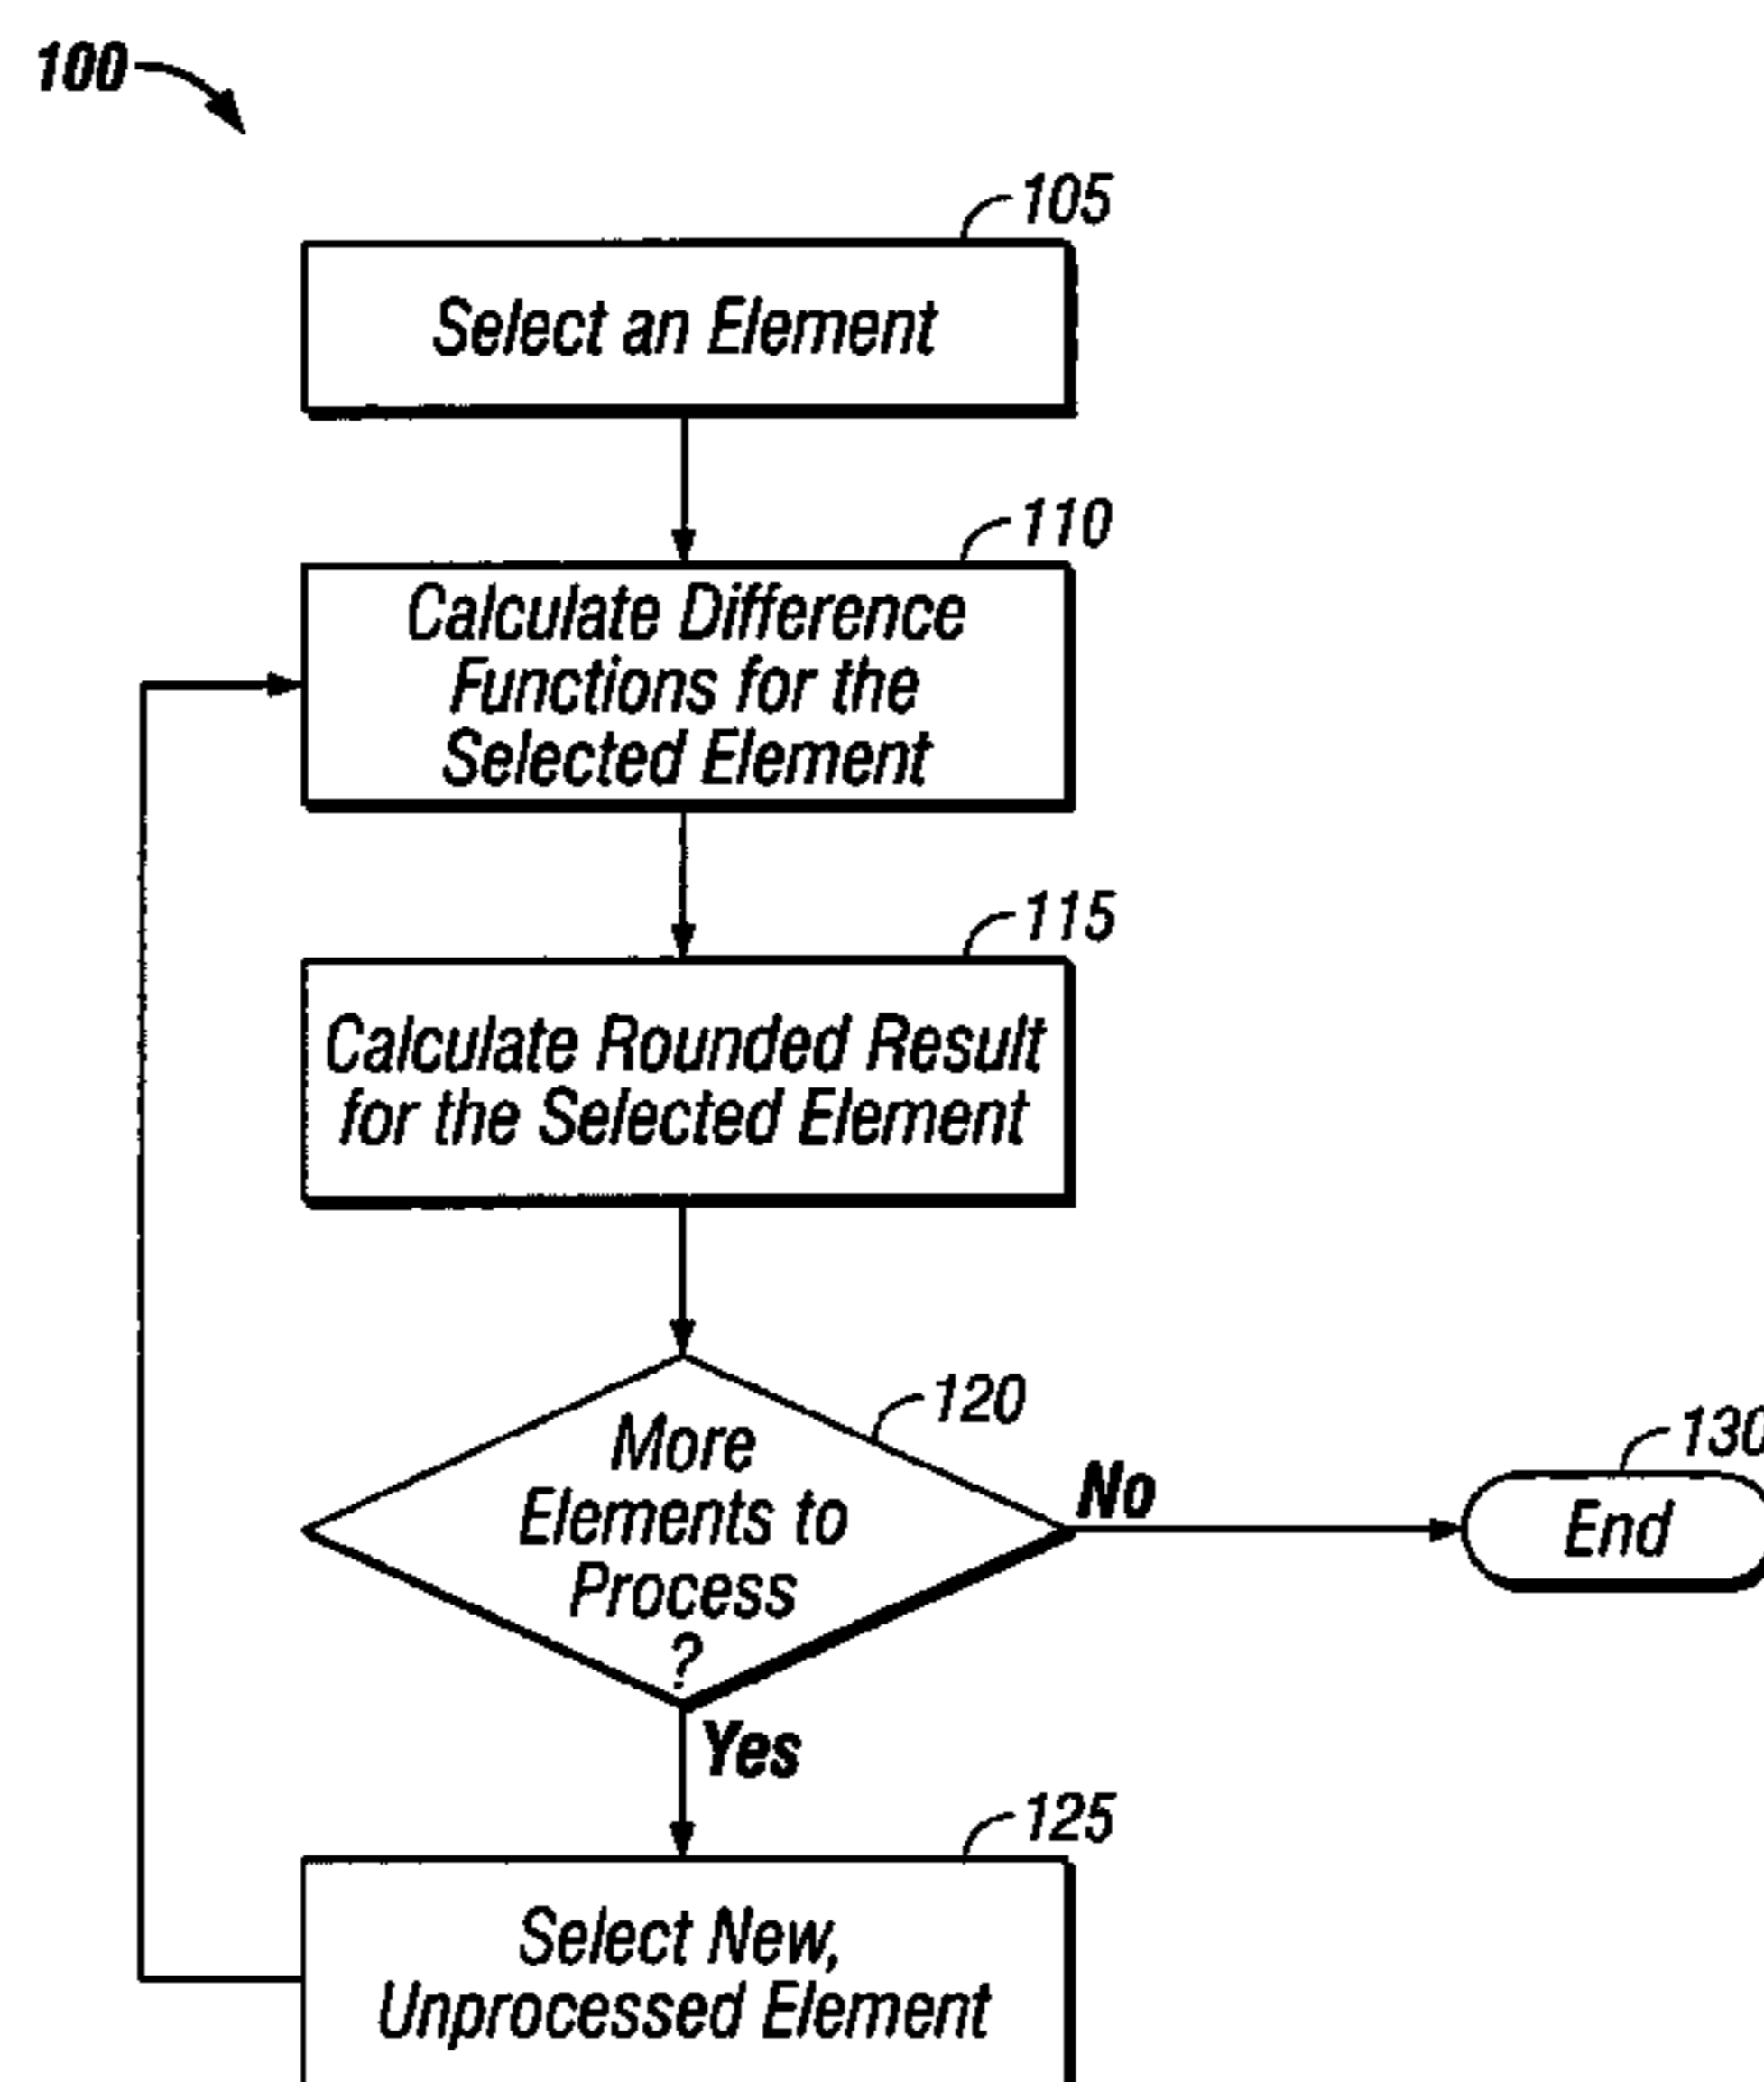 100
105
Select an Element
110
Calculate Difference
Functions for the
Selected Element
115
Calculate Rounded Result
for the Selected Element
120
More
Elements to
Process
?
No
130
End
Yes
125
Select New,
Unprocessed Element